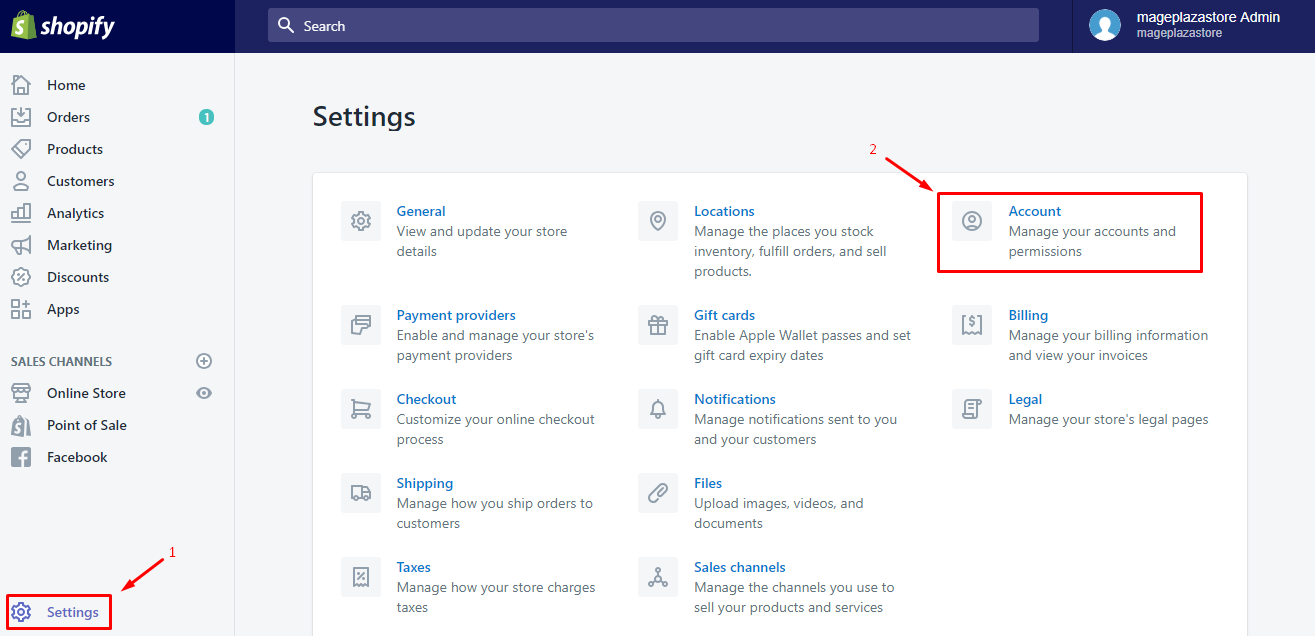 shopify
Search
mageplazastore Admin
mageplazastore
Home
Orders 1
Products
Customers
Analytics
Marketing
Discounts
Apps
SALES CHANNELS
Online Store
Point of Sale
Facebook
1
Settings
Settings
2
General
View and update your store
details
Locations
Manage the places you stock
inventory, fulfill orders, and sell
products.
Account
Manage your accounts and
permissions
Payment providers
Enable and manage your store's
payment providers
Gift cards
Enable Apple Wallet passes and set
gift card expiry dates
Billing
Manage your billing information
and view your invoices
Checkout
Customize your online checkout
process
Notifications
Manage notifications sent to you
and your customers
Legal
Manage your store's legal pages
Shipping
Manage how you ship orders to
customers
Files
Upload images, videos, and
documents
Taxes
Manage how your store charges
taxes
Sales channels
Manage the channels you use to
sell your products and services